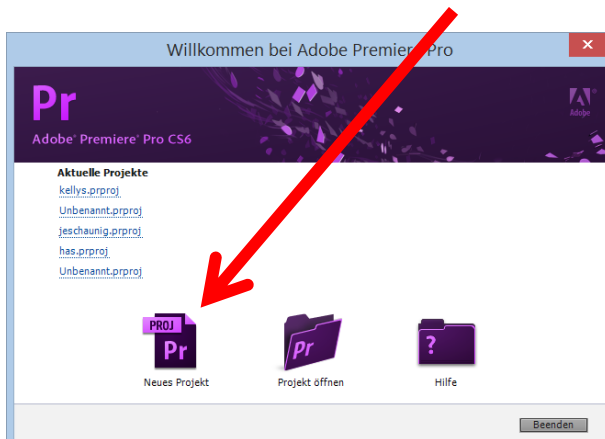 Willkommen bei Adobe Premiere Pro
Pr
Adobe® Premiere® Pro CS6
Adobe
Aktuelle Projekte
kellys.prproj
Unbenannt.prproj
jeschaunig.prproj
has.prproj
Unbenannt.prproj
PROJ
Pr
Pr
?
Neues Projekt
Projekt öffnen
Hilfe
Beenden